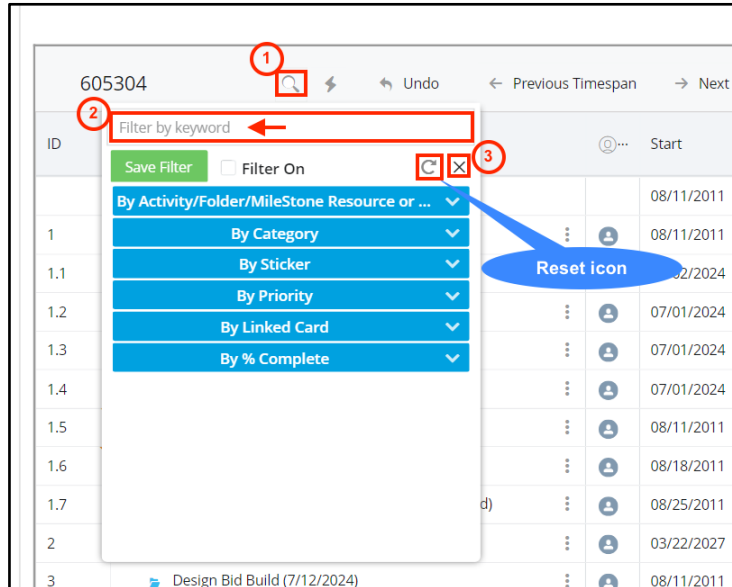 1
605304 Undo ← Previous Timespan → Next
2 Filter by keyword
ID Start
Save Filter Filter On 3
08/11/2011
By Activity/Folder/MileStone Resource or ...
1 By Category 08/11/2011
1.1 By Sticker Reset icon 02/2024
1.2 By Priority 07/01/2024
1.3 By Linked Card 07/01/2024
1.4 By % Complete 07/01/2024
1.5 08/11/2011
1.6 08/18/2011
1.7 d) 08/25/2011
2 03/22/2027
3 Design Bid Build (7/12/2024) 08/11/2011